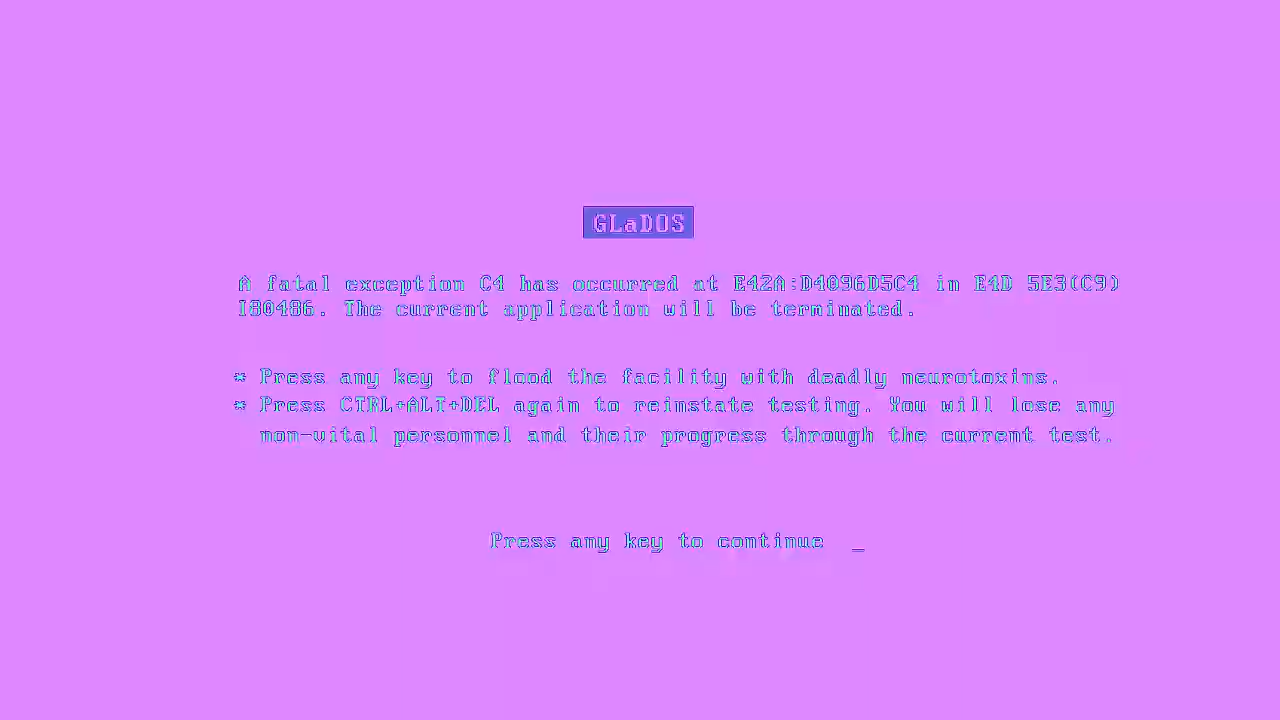 GLaDOS
A fatal exception C4 has occurred at E42A:D4096D5C4 in E4D 5E3(C9)
I80486. The current application will be terminated.
* Press any key to flood the facility with deadly neurotoxins.
* Press CTRL+ALT+DEL again to reinstate testing. You will lose any
non-vital personnel and their progress through the current test.
Press any key to continue _